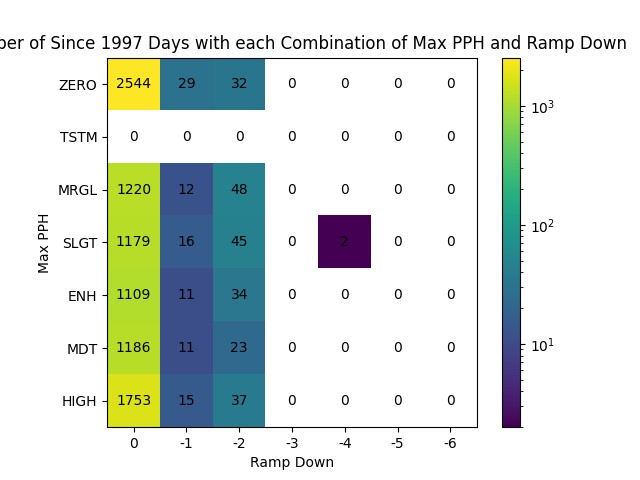 of Since 1997 Days with each Combination of Max PPH and Ramp Down
ZERO 2544 29 32 0 0 0 0
TSTM 0 0 0 0 0 0 0
MRGL 1220 12 48 0 0 0 0
SLGT 1179 16 45 0 2 0 0
ENH 1109 11 34 0 0 0 0
MDT 1186 11 23 0 0 0 0
HIGH 1753 15 37 0 0 0 0
0 -1 -2 -3 -4 -5 -6
Ramp Down
Max PPH
10³
10²
10¹